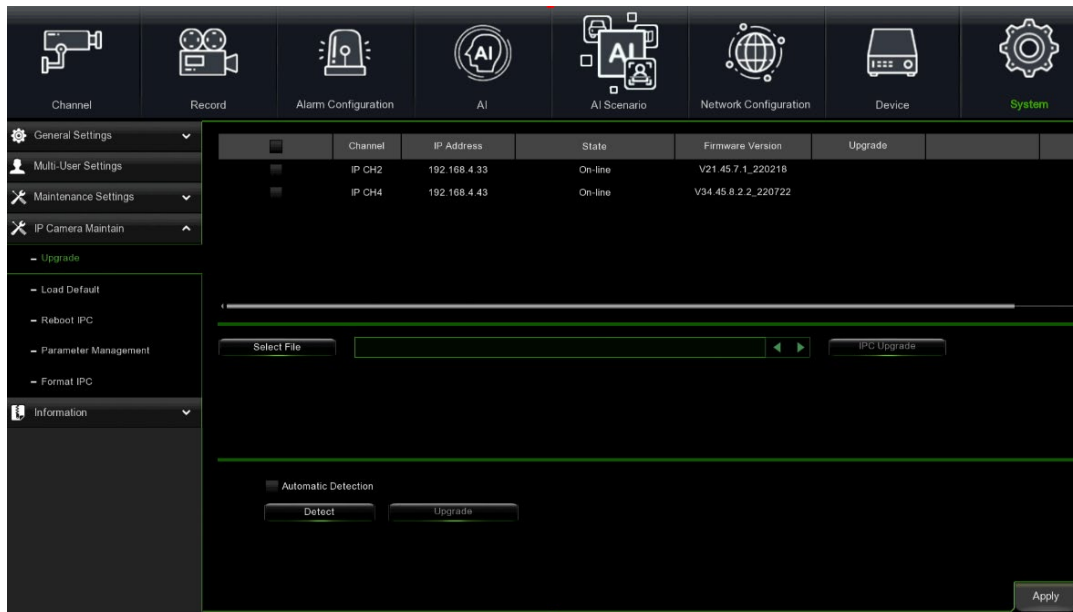 AI
AI
Channel
Record
Alarm Configuration
AI
AI Scenario
Network Configuration
Device
System
General Settings
Multi-User Settings
Maintenance Settings
IP Camera Maintain
Upgrade
Load Default
Reboot IPC
Parameter Management
Format IPC
Information
Channel IP Address State Firmware Version Upgrade
IP CH2 192.168.4.33 On-line V21.45.7.1_220218
IP CH4 192.168.4.43 On-line V34.45.8.2.2_220722
Select File
IPC Upgrade
Automatic Detection
Detect
Upgrade
Apply